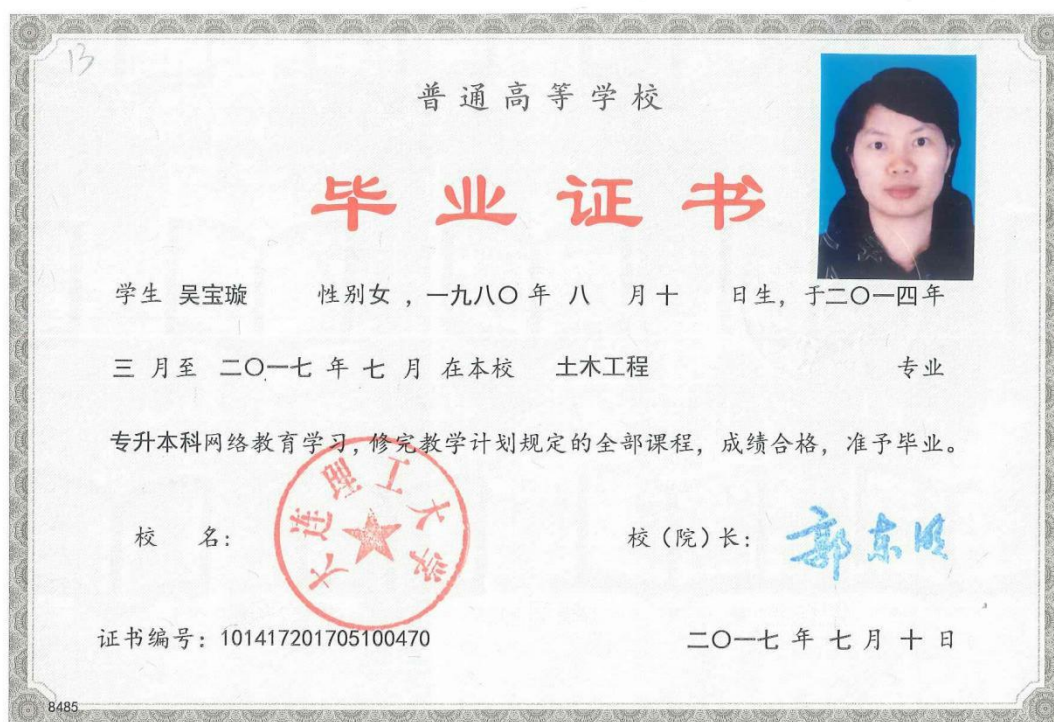 13
普通高等学校
毕业证书
学生 吴宝璇 性别女 ，一九八〇 年 八 月十 日生，于二〇一四年
三 月至 二〇一七 年 七 月 在本校 土木工程 专业
专升本科网络教育学习，修完教学计划规定的全部课程，成绩合格，准予毕业。
大连理工大学
校 名： 校（院）长： 郭东明
证书编号：101417201705100470 二〇一七 年 七 月 十 日
8485